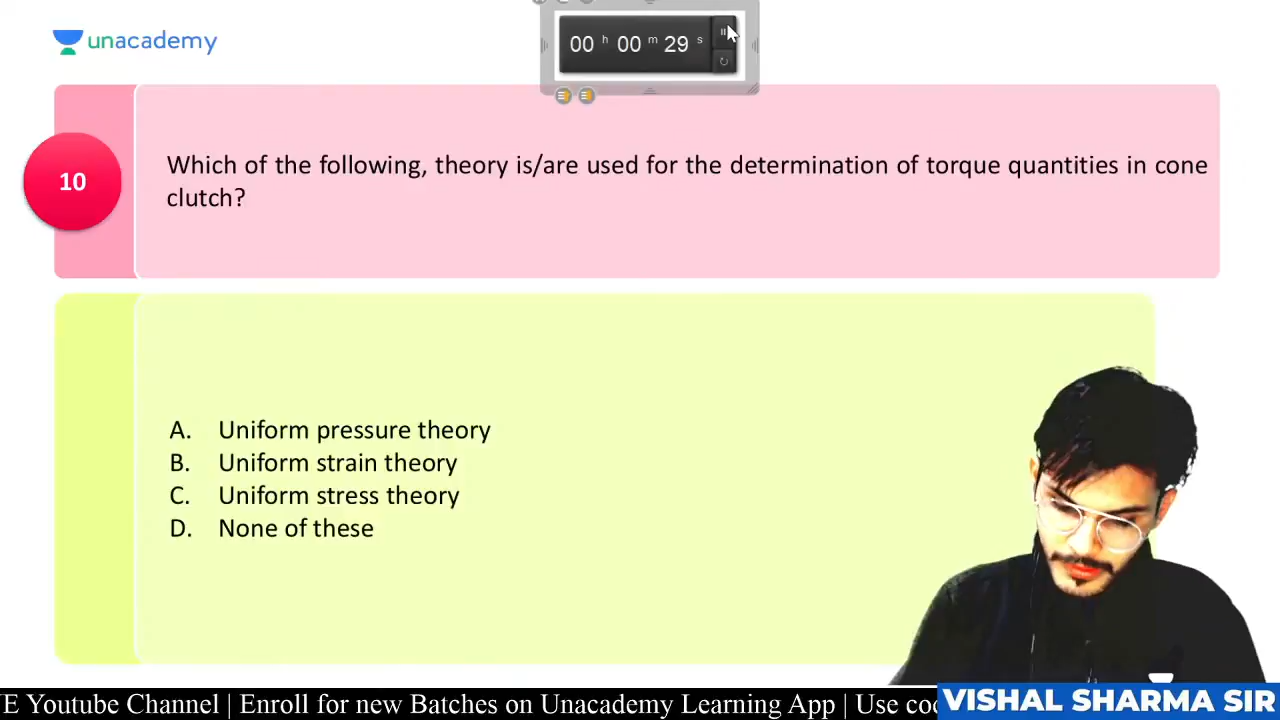 unacademy
00 h 00 m 29 s
10
Which of the following, theory is/are used for the determination of torque quantities in cone
clutch?
A. Uniform pressure theory
B. Uniform strain theory
C. Uniform stress theory
D. None of these
E Youtube Channel | Enroll for new Batches on Unacademy Learning App | Use
VISHAL SHARMA SIR